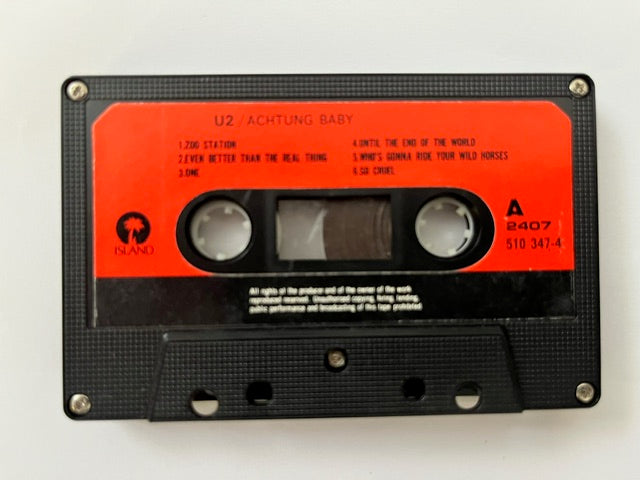 U2 / ACHTUNG BABY
1.ZOO STATION
2.EVEN BETTER THAN THE REAL THING
3.ONE
4.UNTIL THE END OF THE WORLD
5.WHO'S GONNA RIDE YOUR WILD HORSES
6.SO CRUEL
ISLAND
A
2407
510 347-4
All rights of the produce and of the owner of the work
reproduced reserved. Unauthorised copying, hiring, lending,
public performance and broadcasting of this tape prohibited